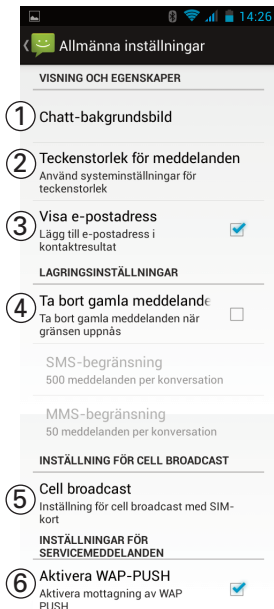 14:26
Allmänna inställningar
VISNING OCH EGENSKAPER
1 Chatt-bakgrundsbild
2 Teckenstorlek för meddelanden
Använd systeminställningar för
teckenstorlek
3 Visa e-postadress
Lägg till e-postadress i
kontaktresultat
LAGRINGSINSTÄLLNINGAR
4 Ta bort gamla meddelande
Ta bort gamla meddelanden när
gränsen uppnås
SMS-begränsning
500 meddelanden per konversation
MMS-begränsning
50 meddelanden per konversation
INSTÄLLNING FÖR CELL BROADCAST
5 Cell broadcast
Inställning för cell broadcast med SIM-
kort
INSTÄLLNINGAR FÖR
SERVICEMEDDELANDEN
6 Aktivera WAP-PUSH
Aktivera mottagning av WAP
PUSH